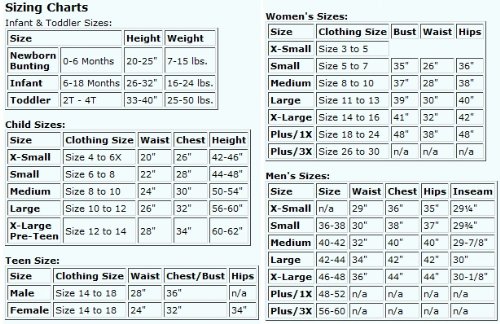 Sizing Charts
Infant & Toddler Sizes:
Size Height Weight
Newborn Bunting 0-6 Months 20-25" 7-15 lbs.
Infant 6-18 Months 26-32" 16-24 lbs.
Toddler 2T - 4T 33-40" 25-50 lbs.
Child Sizes:
Size Clothing Size Waist Chest Height
X-Small Size 4 to 6X 20" 26" 42-46"
Small Size 6 to 8 22" 28" 44-48"
Medium Size 8 to 10 24" 30" 50-54"
Large Size 10 to 12 26" 32" 56-60"
X-Large Pre-Teen Size 12 to 14 28" 34" 60-62"
Teen Size:
Size Clothing Size Waist Chest/Bust Hips
Male Size 14 to 18 28" 36" n/a
Female Size 14 to 18 24" 32" 34"
Women's Sizes:
Size Clothing Size Bust Waist Hips
X-Small Size 3 to 5
Small Size 5 to 7 35" 26" 36"
Medium Size 8 to 10 37" 28" 38"
Large Size 11 to 13 39" 30" 40"
X-Large Size 14 to 16 41" 32" 42"
Plus/1X Size 18 to 24 48" 38" 48"
Plus/3X Size 26 to 30 n/a n/a n/a
Men's Sizes:
Size Size Waist Chest Hips Inseam
X-Small n/a 29" 36" 35" 29¼"
Small 36-38 30" 38" 37" 29¾"
Medium 40-42 32" 40" 40" 29-7/8"
Large 42-44 34" 42" 42" 30"
X-Large 46-48 36" 44" 44" 30-1/8"
Plus/1X 48-52 n/a n/a n/a n/a
Plus/3X 56-60 n/a n/a n/a n/a